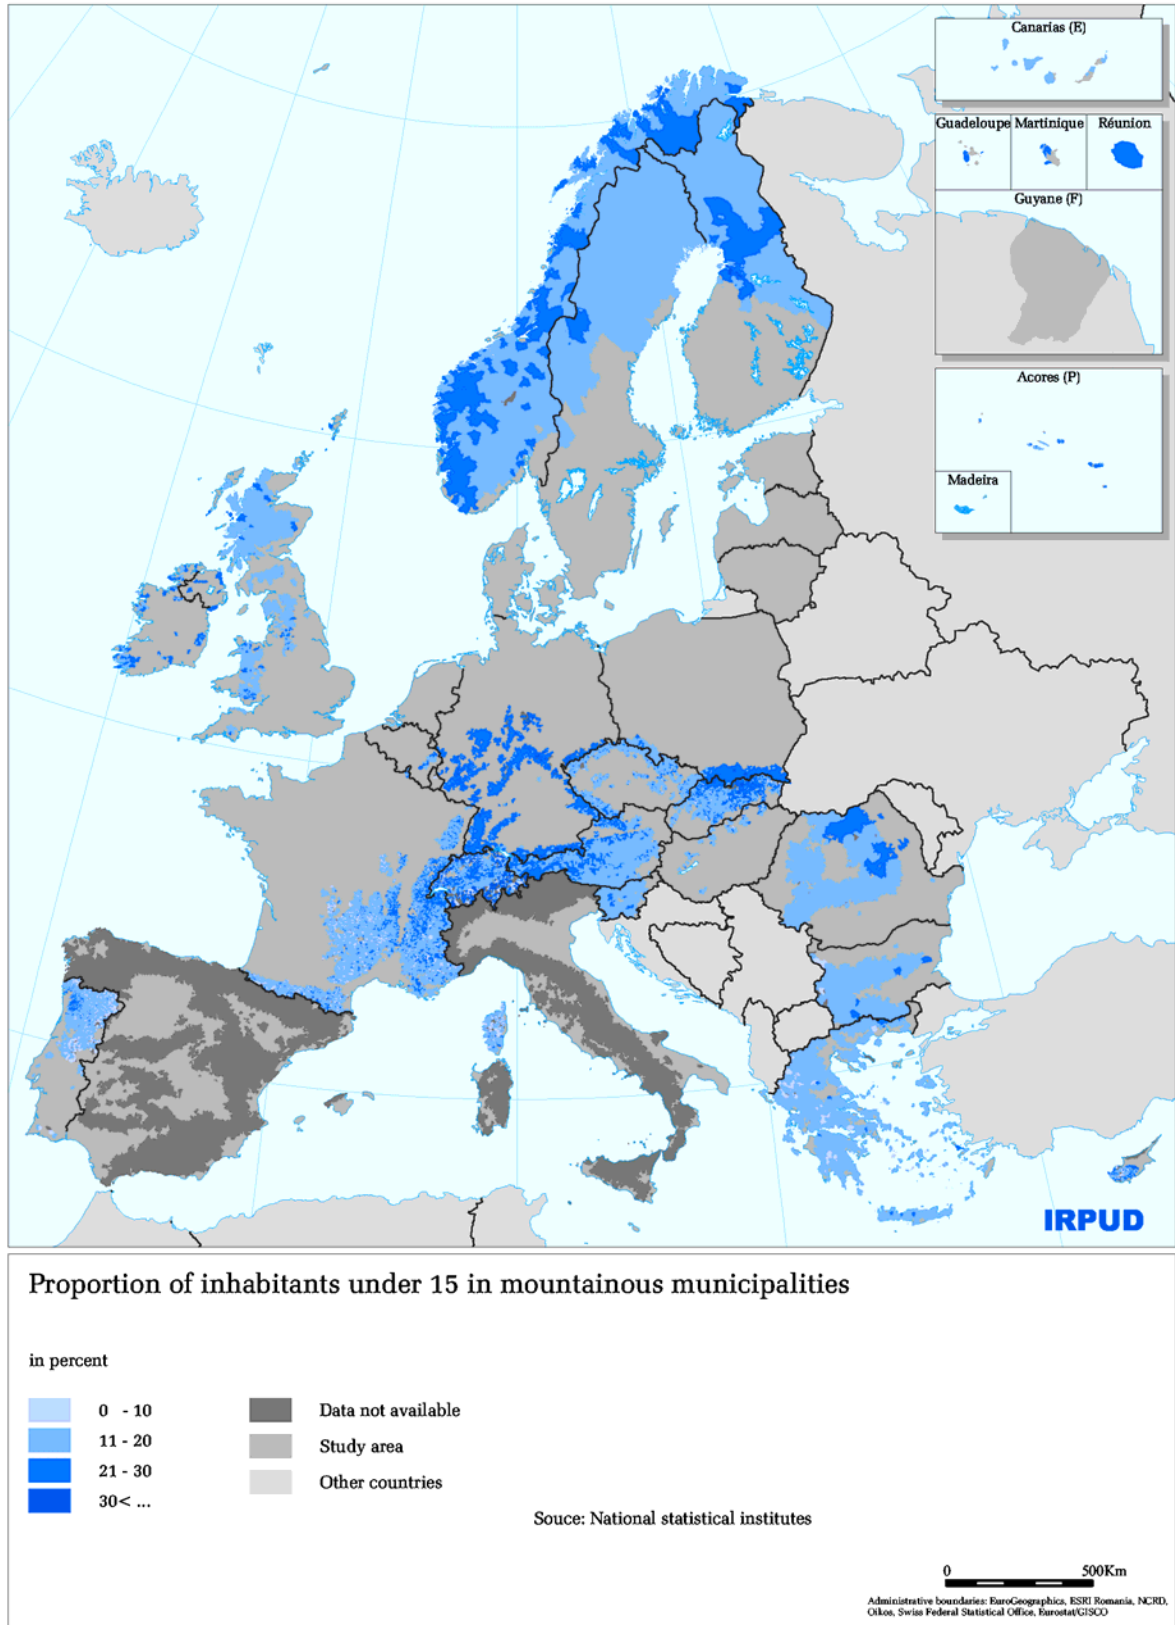 Canarias (E)
Guadeloupe Martinique Réunion
Guyane (F)
Acores (P)
Madeira
IRPUD
Proportion of inhabitants under 15 in mountainous municipalities
in percent
0 - 10
11 - 20
21 - 30
30< ...
Data not available
Study area
Other countries
Souce: National statistical institutes
0 500Km
Administrative boundaries: EuroGeographics, ESRI Romania, NCRD,
Oikos, Swiss Federal Statistical Office, Eurostat/GISCO